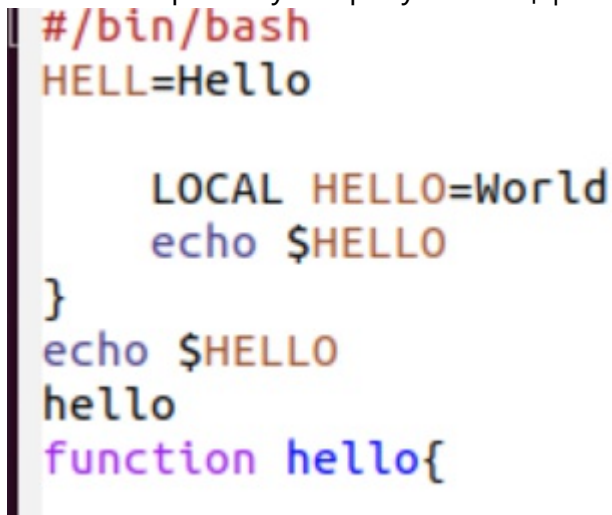 #/bin/bash
HELL=Hello
LOCAL HELLO=World
echo $HELLO
}
echo $HELLO
hello
function hello{